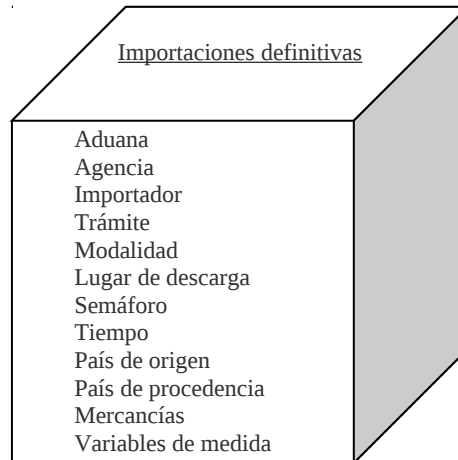 Importaciones definitivas
Aduana
Agencia
Importador
Trámite
Modalidad
Lugar de descarga
Semáforo
Tiempo
País de origen
País de procedencia
Mercancías
Variables de medida